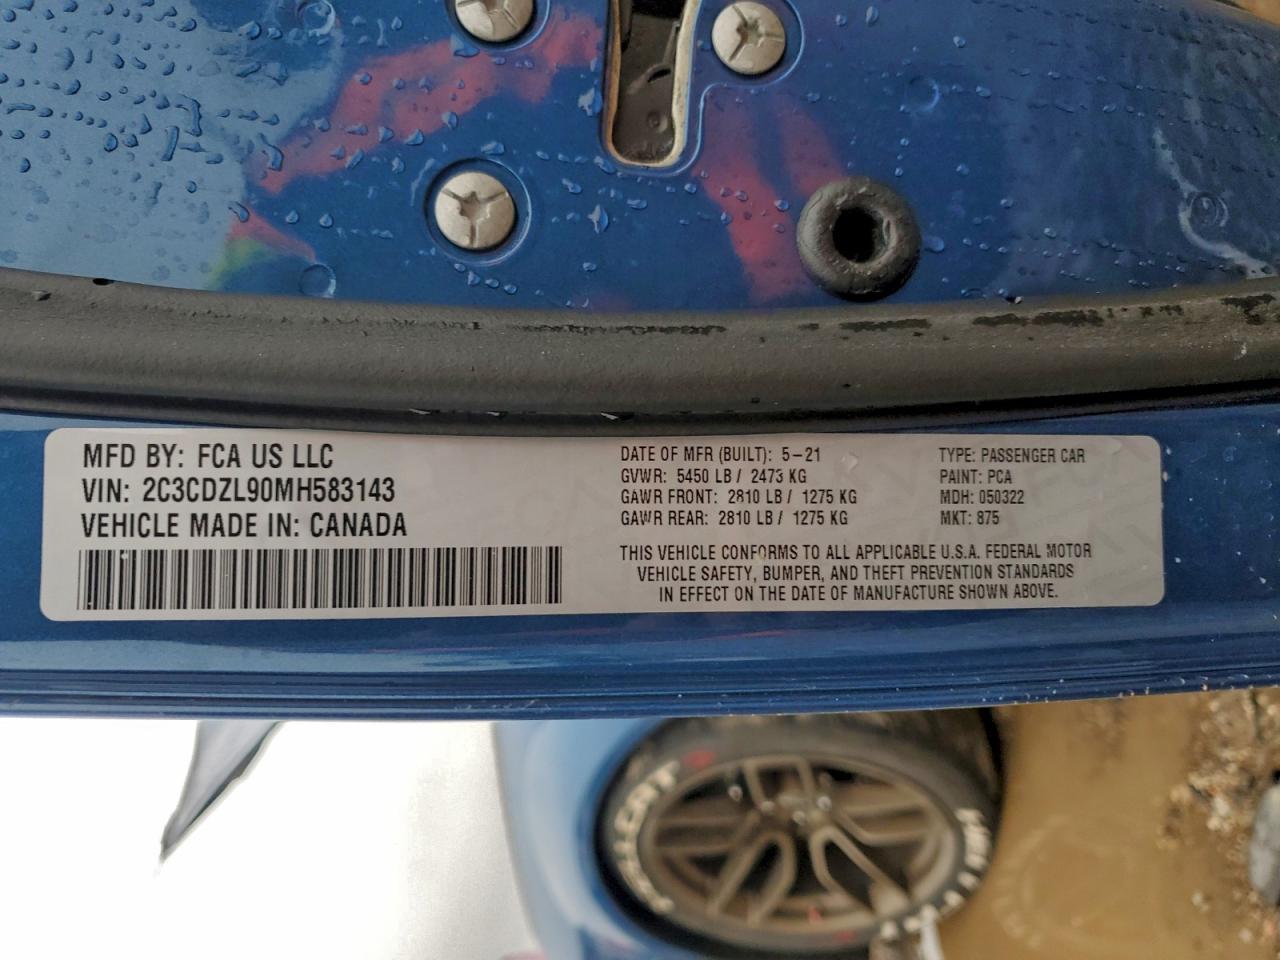 MFD BY: FCA US LLC
VIN: 2C3CDZL90MH583143
VEHICLE MADE IN: CANADA
DATE OF MFR (BUILT): 5-21
GVWR: 5450 LB / 2473 KG
GAWR FRONT: 2810 LB / 1275 KG
GAWR REAR: 2810 LB / 1275 KG
TYPE: PASSENGER CAR
PAINT: PCA
MDH: 050322
MKT: 875
THIS VEHICLE CONFORMS TO ALL APPLICABLE U.S.A. FEDERAL MOTOR
VEHICLE SAFETY, BUMPER, AND THEFT PREVENTION STANDARDS
IN EFFECT ON THE DATE OF MANUFACTURE SHOWN ABOVE.